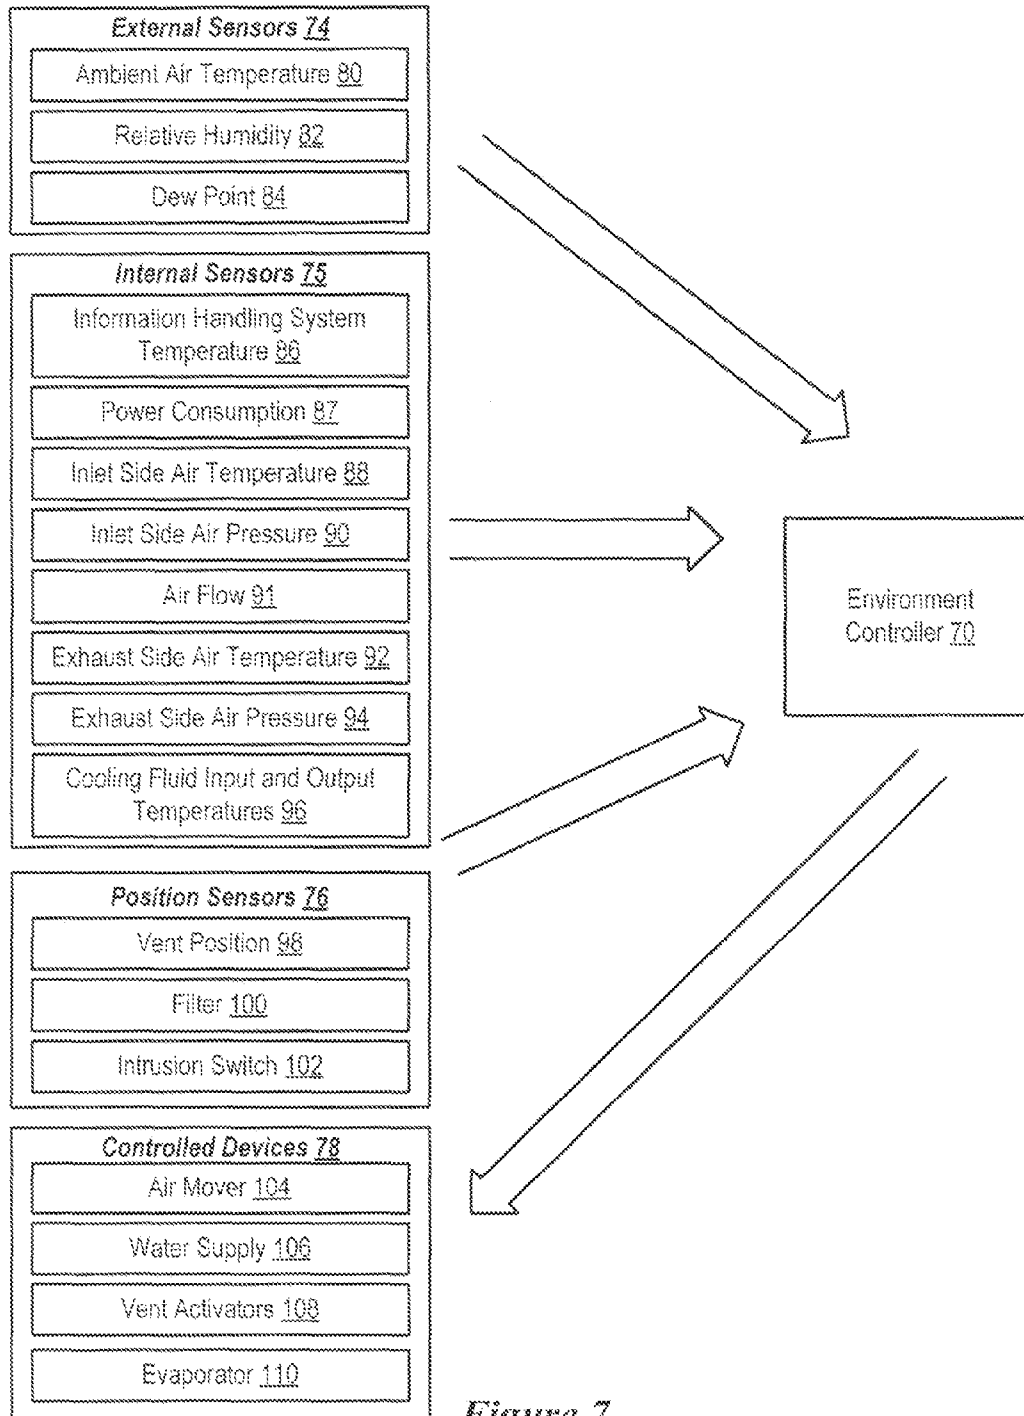 External Sensors 74
Ambient Air Temperature 80
Relative Humidity 82
Dew Point 84
Internal Sensors 75
Information Handling System
Temperature 86
Power Consumption 87
Inlet Side Air Temperature 88
Inlet Side Air Pressure 90
Air Flow 91
Exhaust Side Air Temperature 92
Exhaust Side Air Pressure 94
Cooling Fluid Input and Output
Temperatures 96
Environment
Controller 70
Position Sensors 76
Vent Position 98
Filter 100
Intrusion Switch 102
Controlled Devices 78
Air Mover 104
Water Supply 106
Vent Activators 108
Evaporator 110
Figure 7